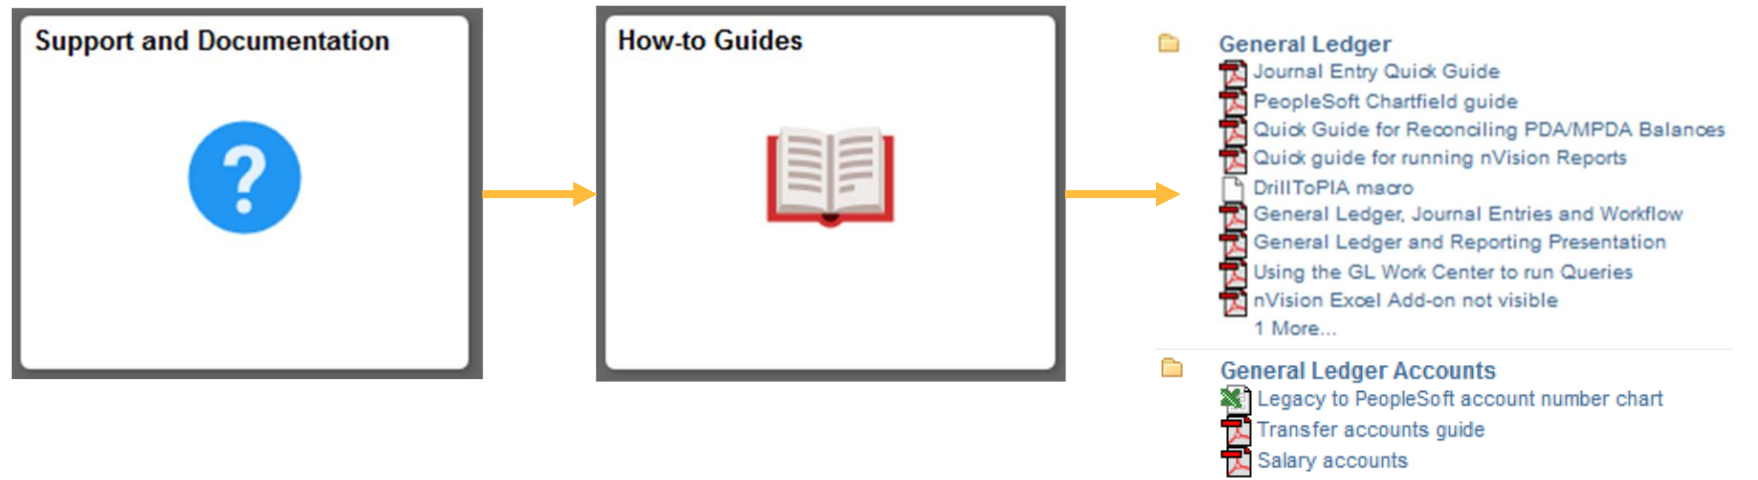 Support and Documentation
How-to Guides
General Ledger
Journal Entry Quick Guide
PeopleSoft Chartfield guide
Quick Guide for Reconciling PDA/MPDA Balances
Quick guide for running nVision Reports
DrillToPIA macro
General Ledger, Journal Entries and Workflow
General Ledger and Reporting Presentation
Using the GL Work Center to run Queries
nVision Excel Add-on not visible
1 More...
General Ledger Accounts
Legacy to PeopleSoft account number chart
Transfer accounts guide
Salary accounts